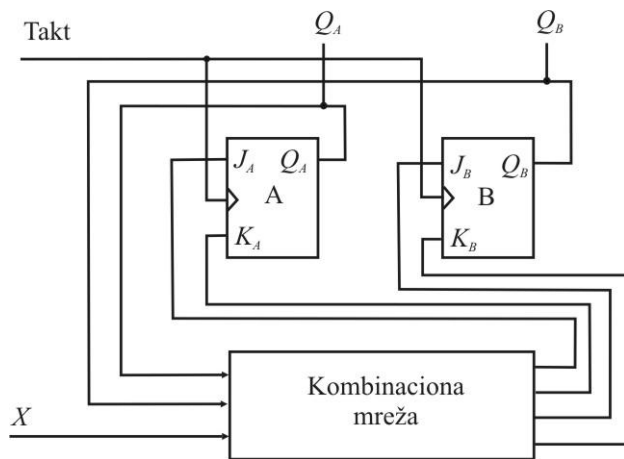 Takt
Q_A
Q_B
J_A Q_A
A
K_A
J_B Q_B
B
K_B
Kombinaciona
mreža
X